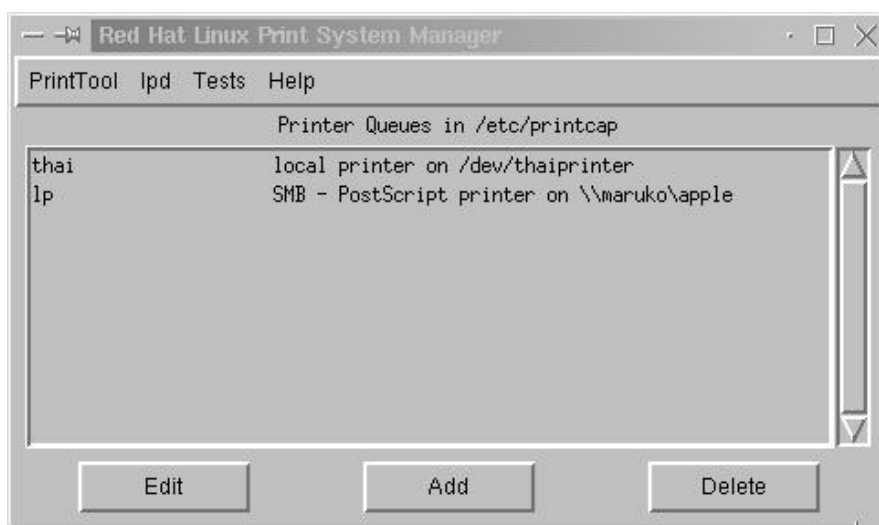 Red Hat Linux Print System Manager
PrintTool lpd Tests Help
Printer Queues in /etc/printcap
thai local printer on /dev/thaiprinter
lp SMB - PostScript printer on \\maruko\apple
Edit Add Delete